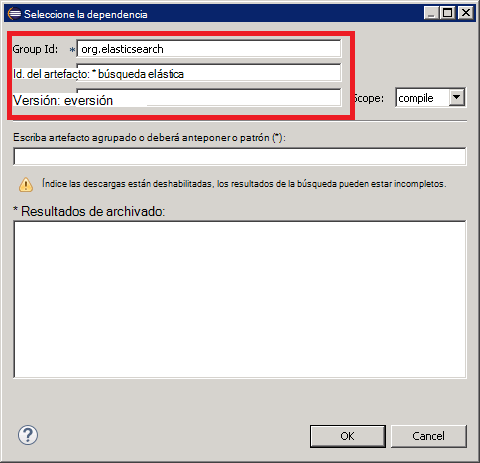 Seleccione la dependencia
Group Id: * org.elasticsearch
Id. del artefacto: * búsqueda elástica
Versión: eversión
Scope: compile
Escriba artefacto agrupado o deberá anteponer o patrón (*):
Índice las descargas están deshabilitadas, los resultados de la búsqueda pueden estar incompletos.
* Resultados de archivado:
? OK Cancel